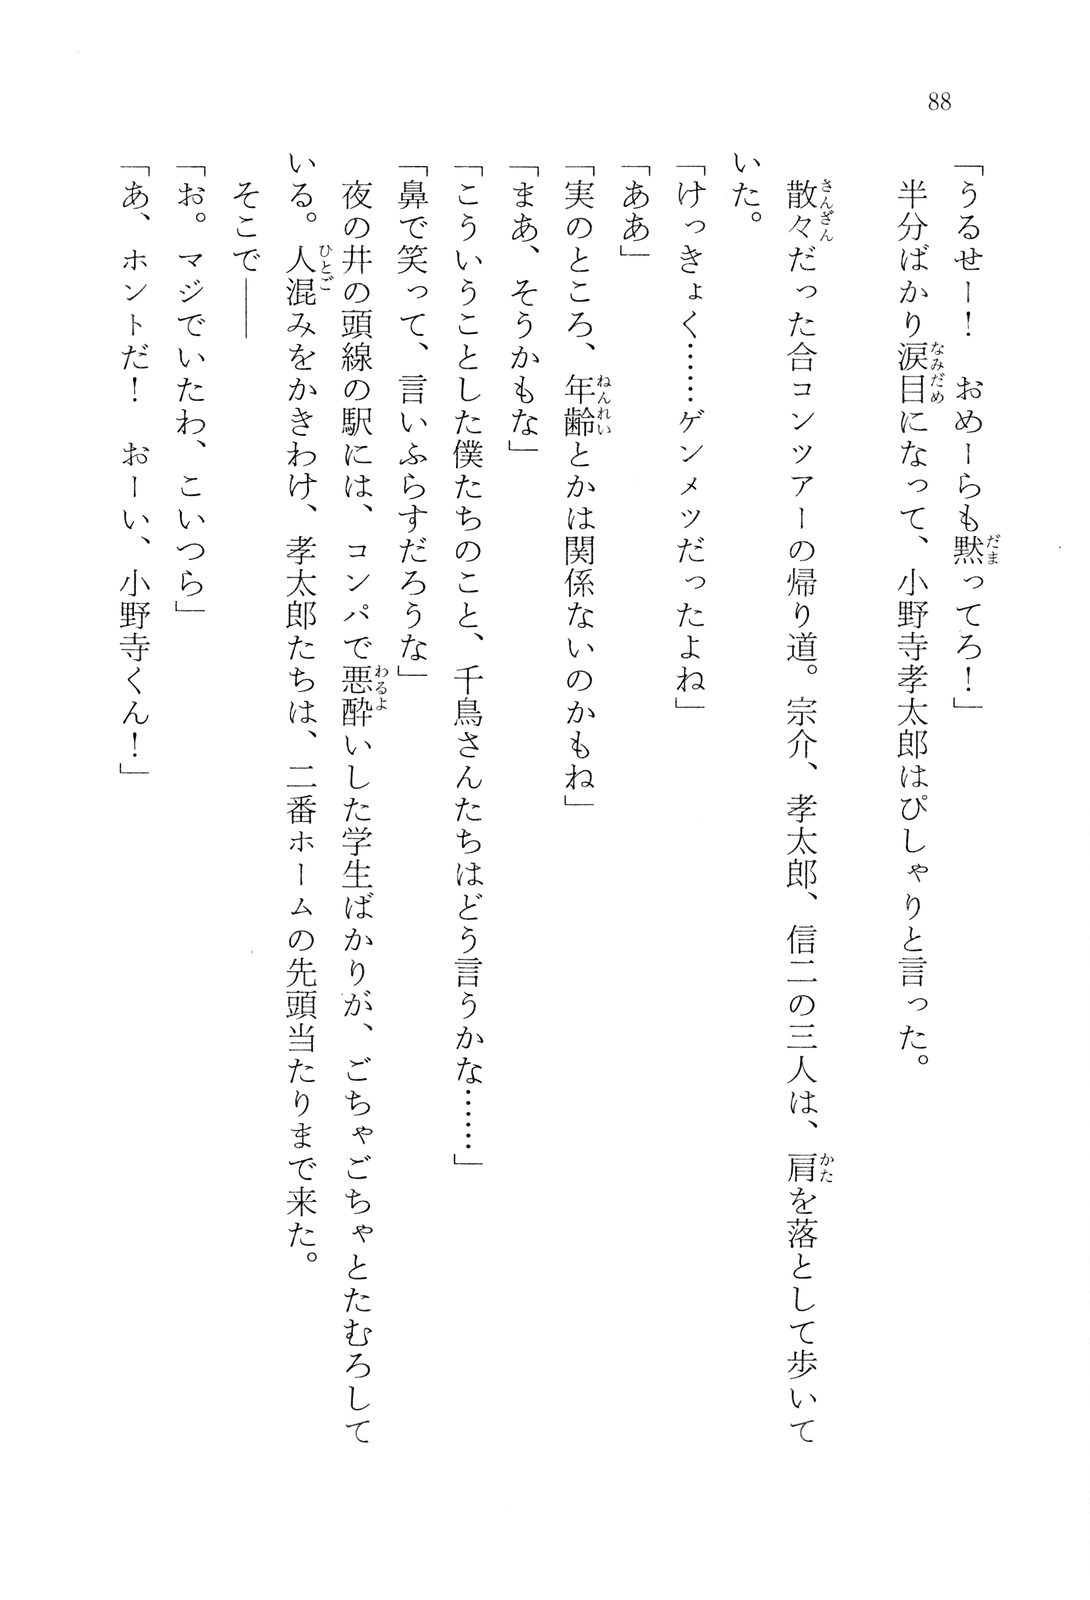 88
「うるせー！　おめーらも黙ってろ！」
　半分ばかり涙目になって、小野寺孝太郎はぴしゃりと言った。
　散々だった合コンツアーの帰り道。宗介、孝太郎、信二の三人は、肩を落として歩いて
いた。
「けっきょく……ゲンメツだったよね」
「ああ」
「実のところ、年齢とかは関係ないのかもね」
「まあ、そうかもな」
「こういうことした僕たちのこと、千鳥さんたちはどう言うかな……」
「鼻で笑って、言いふらすだろうな」
　夜の井の頭線の駅には、コンパで悪酔いした学生ばかりが、ごちゃごちゃとたむろして
いる。人混みをかきわけ、孝太郎たちは、二番ホームの先頭当たりまで来た。
　そこで――
「お。マジでいたわ、こいつら」
「あ、ホントだ！　おーい、小野寺くん！」